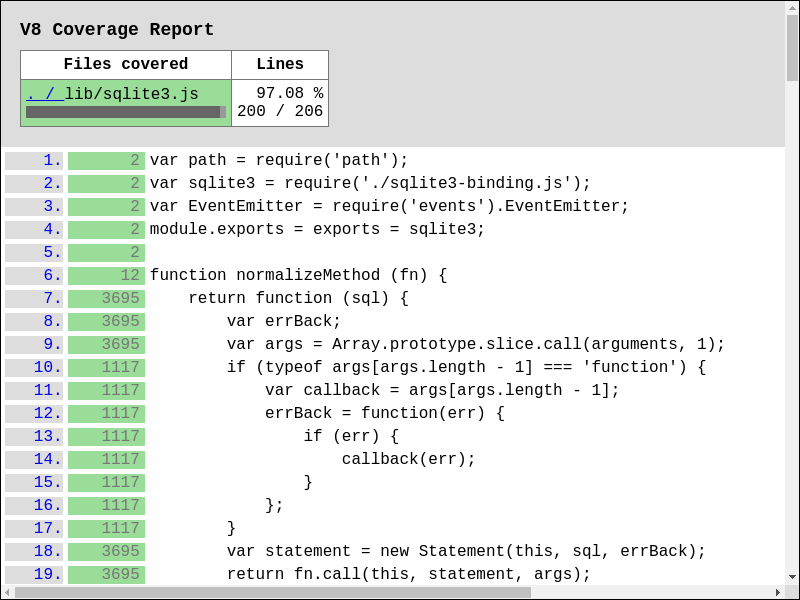 V8 Coverage Report
Files covered Lines
. / lib/sqlite3.js 97.08 %
200 / 206
1. 2 var path = require('path');
2. 2 var sqlite3 = require('./sqlite3-binding.js');
3. 2 var EventEmitter = require('events').EventEmitter;
4. 2 module.exports = exports = sqlite3;
5. 2
6. 12 function normalizeMethod (fn) {
7. 3695     return function (sql) {
8. 3695         var errBack;
9. 3695         var args = Array.prototype.slice.call(arguments, 1);
10. 1117         if (typeof args[args.length - 1] === 'function') {
11. 1117             var callback = args[args.length - 1];
12. 1117             errBack = function(err) {
13. 1117                 if (err) {
14. 1117                     callback(err);
15. 1117                 }
16. 1117             };
17. 1117         }
18. 3695         var statement = new Statement(this, sql, errBack);
19. 3695         return fn.call(this, statement, args);